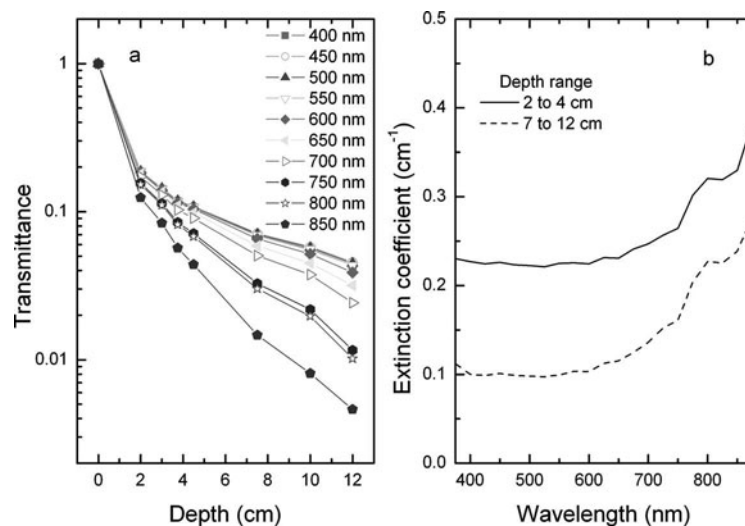 a
400 nm
450 nm
500 nm
550 nm
600 nm
650 nm
700 nm
750 nm
800 nm
850 nm
1
0.1
0.01
Transmittance
0 2 4 6 8 10 12
Depth (cm)
b
Depth range
2 to 4 cm
7 to 12 cm
0.5
0.4
0.3
0.2
0.1
0.0
Extinction coefficient (cm-1)
400 500 600 700 800
Wavelength (nm)